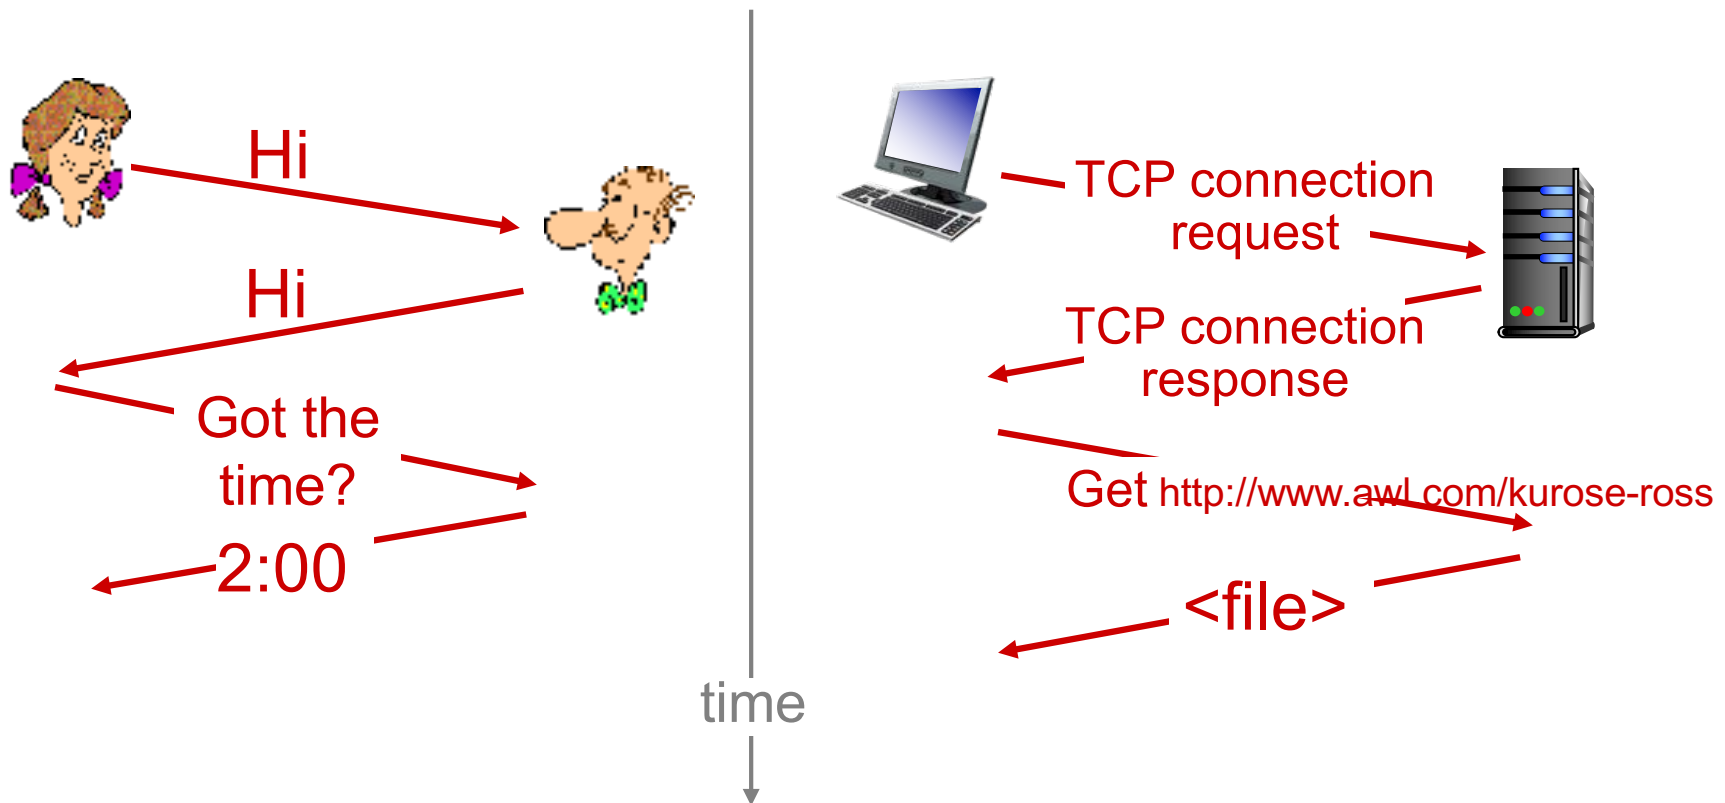 Hi
Hi
Got the
time?
2:00
time
TCP connection
request
TCP connection
response
Get http://www.awl.com/kurose-ross
<file>